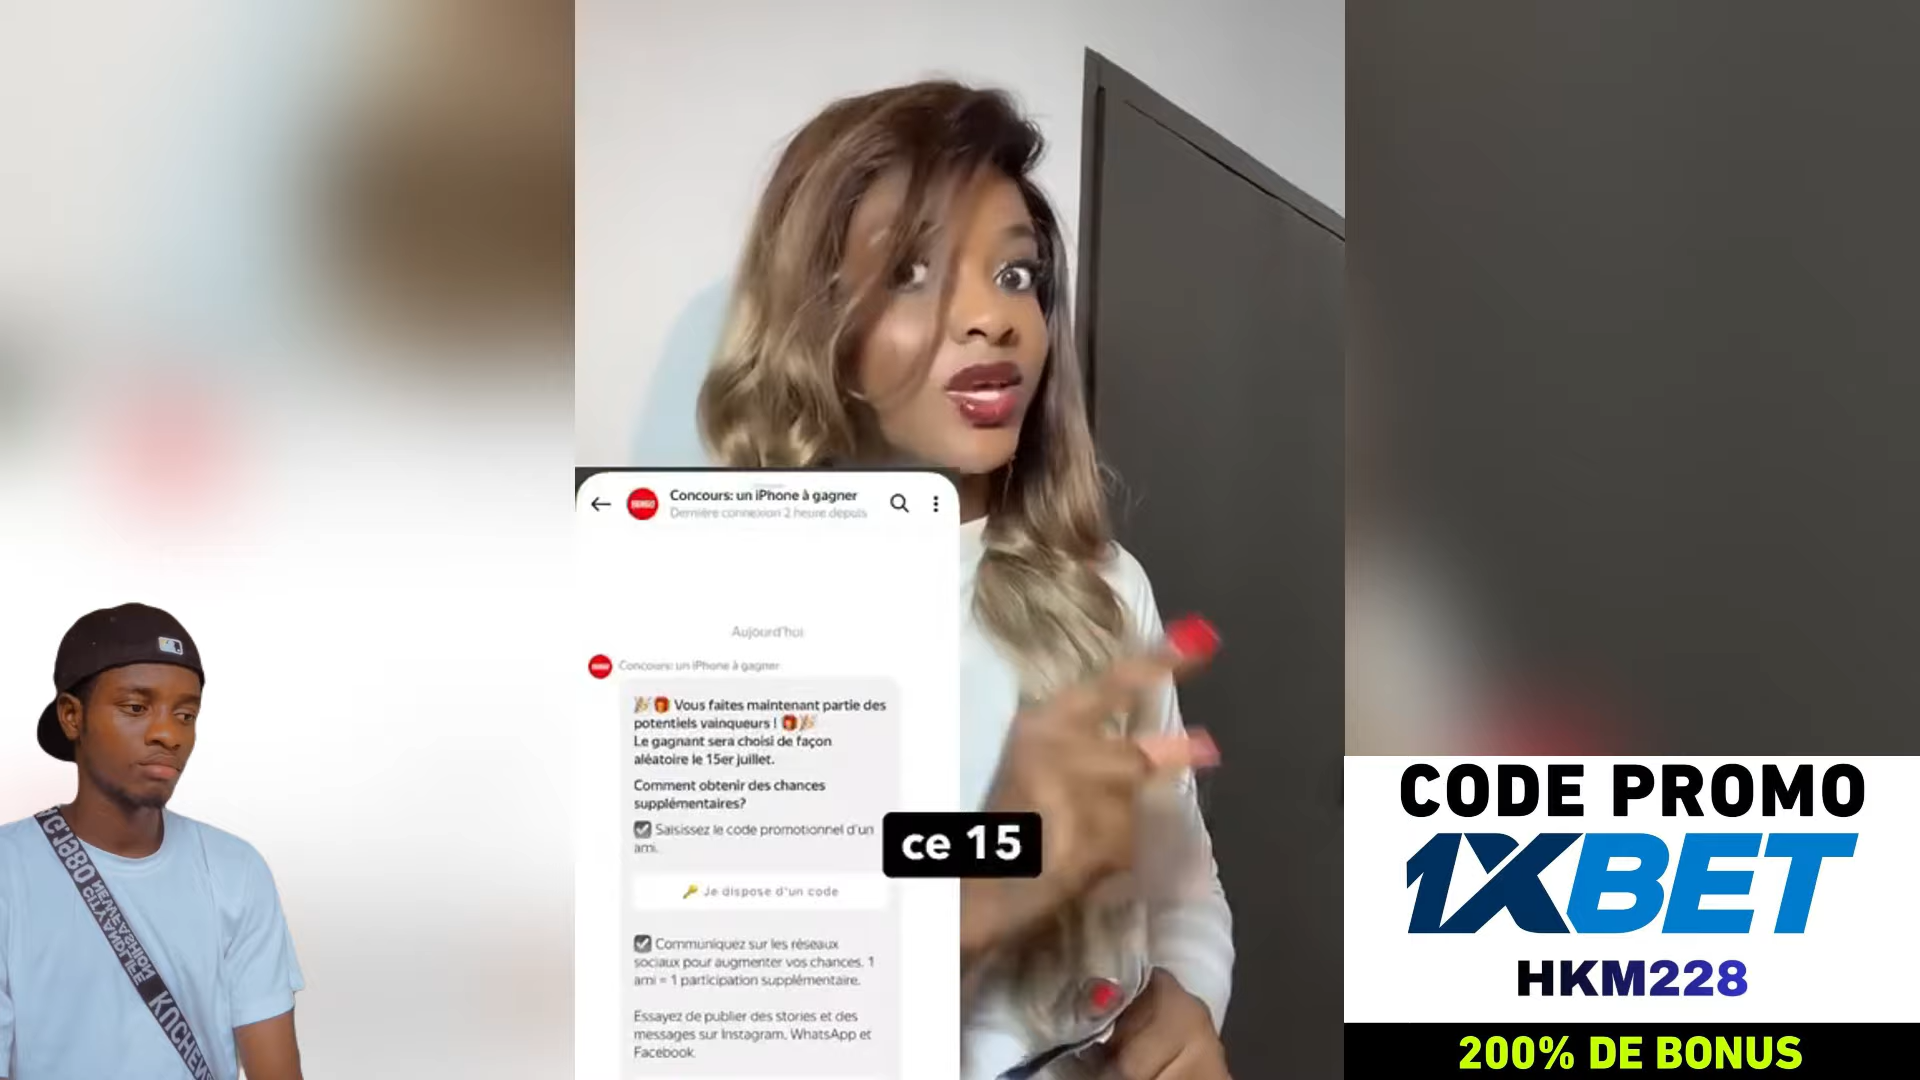 Concours: un iPhone à gagner
Dernière connexion 2 heure depuis
Aujourd'hui
Concours: un iPhone à gagner
🎉🎁 Vous faites maintenant partie des
potentiels vainqueurs ! 🎁🎉
Le gagnant sera choisi de façon
aléatoire le 15er juillet.
Comment obtenir des chances
supplémentaires?
☑ Saisissez le code promotionnel d'un
ami.
🔑 Je dispose d'un code
☑ Communiquez sur les réseaux
sociaux pour augmenter vos chances. 1
ami = 1 participation supplémentaire.
Essayez de publier des stories et des
messages sur Instagram, WhatsApp et
Facebook
ce 15
CODE PROMO
1XBET
HKM228
200% DE BONUS